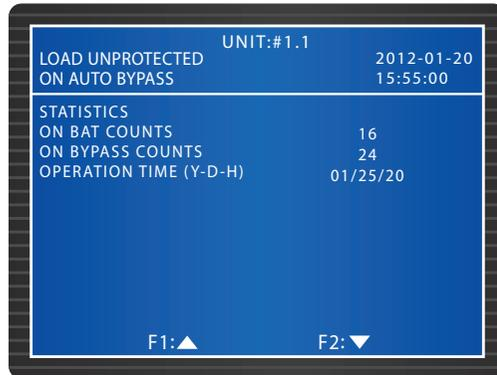 UNIT:#1.1
LOAD UNPROTECTED 2012-01-20
ON AUTO BYPASS 15:55:00
STATISTICS
ON BAT COUNTS 16
ON BYPASS COUNTS 24
OPERATION TIME (Y-D-H) 01/25/20
F1:▲ F2:▼